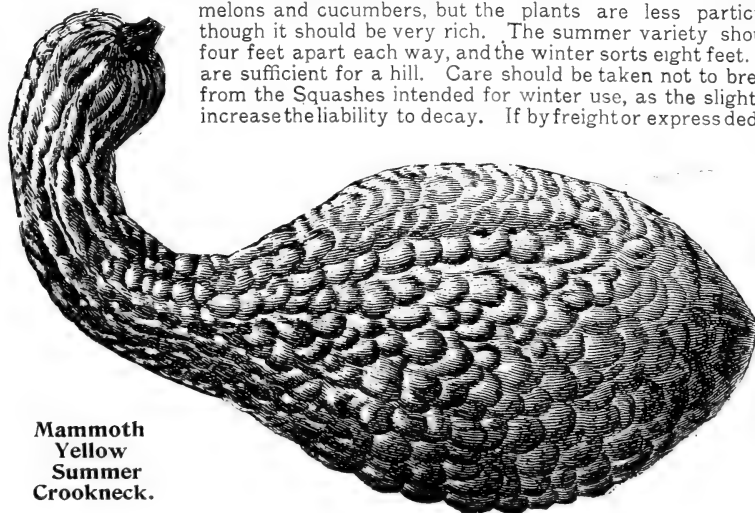 melons and cucumbers, but the plants are less partic
though it should be very rich. The summer variety shou
four feet apart each way, and the winter sorts eight feet.
are sufficient for a hill. Care should be taken not to bre
from the Squashes intended for winter use, as the slight
increase the liability to decay. If by freight or express ded
Mammoth
Yellow
Summer
Crookneck.